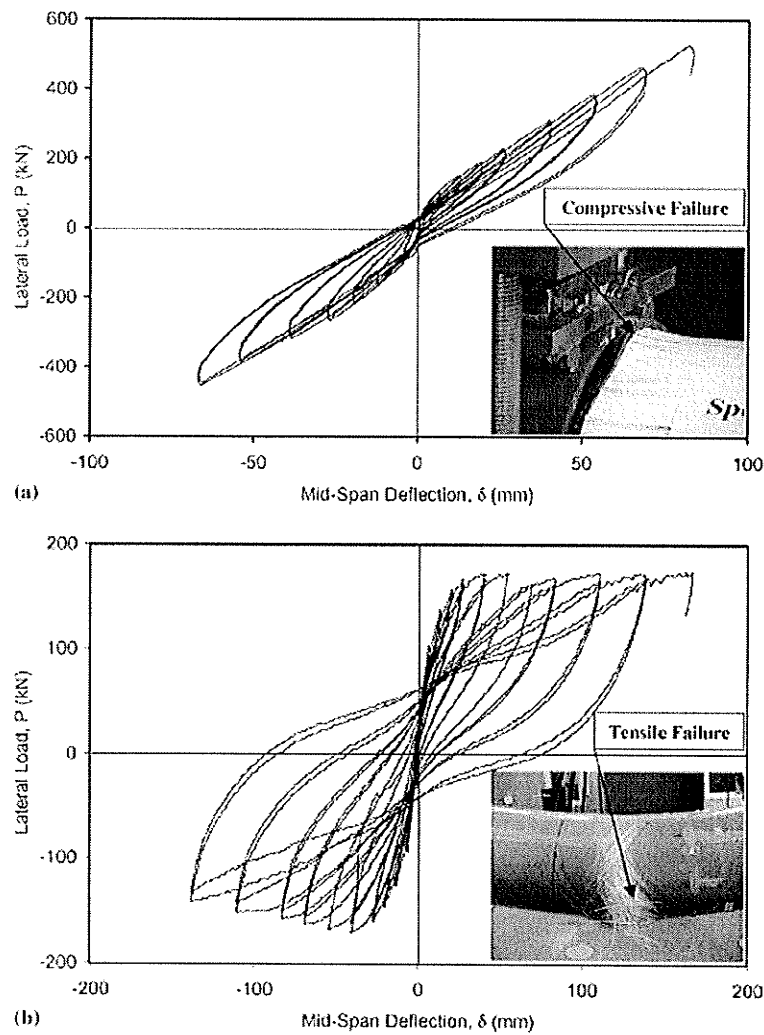 600
400
200
0
-200
-400
-600
Lateral Load, P (kN)
Compressive Failure
-100 -50 0 50 100
(a)
Mid-Span Deflection, δ (mm)
200
100
0
-100
-200
Lateral Load, P (kN)
Tensile Failure
-200 -100 0 100 200
(b)
Mid-Span Deflection, δ (mm)